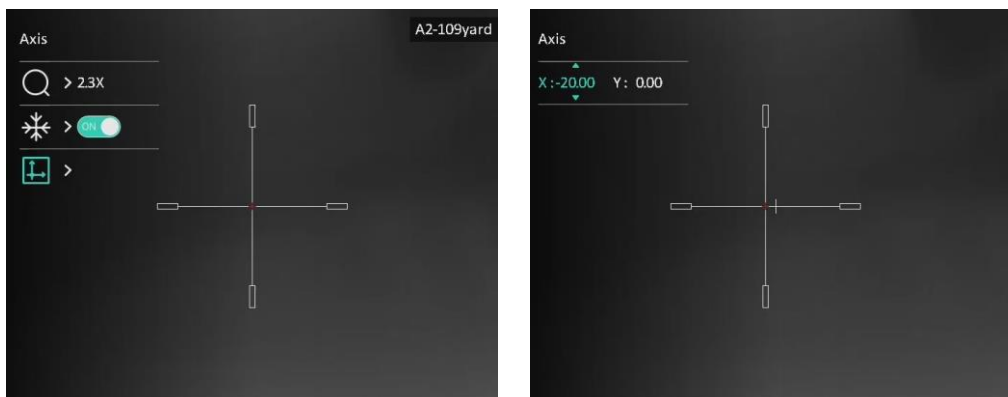 A2-109yard
Axis
> 2.3X
> ON
>
Axis
X :-20.00 Y : 0.00